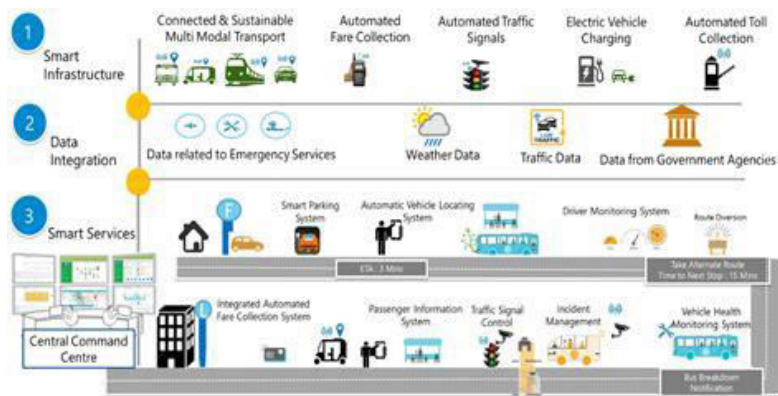 1
Smart
Infrastructure
Connected & Sustainable
Multi Modal Transport
Automated
Fare Collection
Automated Traffic
Signals
Electric Vehicle
Charging
Automated Toll
Collection
2
Data
Integration
Data related to Emergency Services
Weather Data
TRAFFIC
Traffic Data
Data from Government Agencies
3
Smart Services
Smart Parking
System
Automatic Vehicle Locating
System
Driver Monitoring System
Route Diversion
ETA : 3 Mins
Take Alternate Route
Time to Next Stop : 15 Mins
Central Command
Centre
Integrated Automated
Fare Collection System
Passenger Information
System
Traffic Signal
Control
Incident
Management
Vehicle Health
Monitoring System
Bus Breakdown
Notification